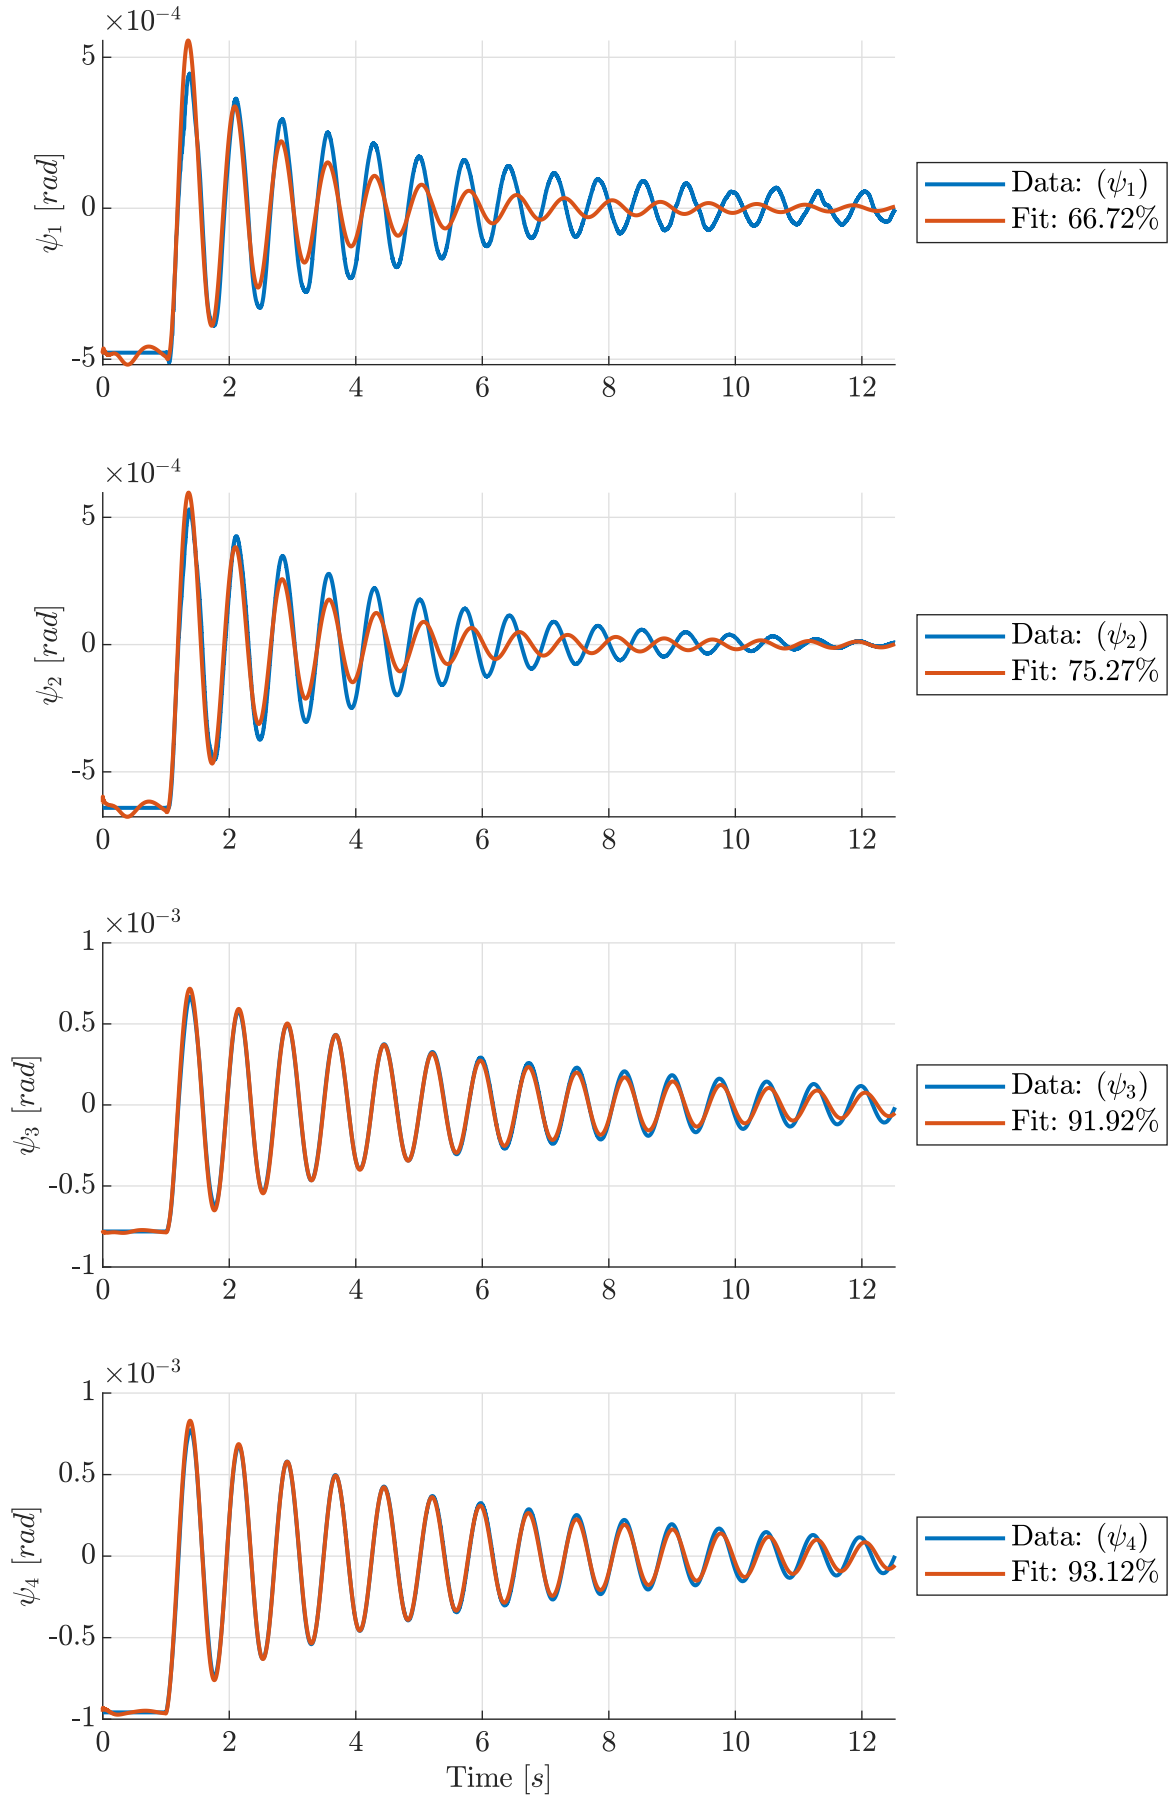 ×10⁻⁴
5
0
-5
ψ₁ [rad]
0 2 4 6 8 10 12
Data: (ψ₁)
Fit: 66.72%
×10⁻⁴
5
0
-5
ψ₂ [rad]
0 2 4 6 8 10 12
Data: (ψ₂)
Fit: 75.27%
×10⁻³
1
0.5
0
-0.5
-1
ψ₃ [rad]
0 2 4 6 8 10 12
Data: (ψ₃)
Fit: 91.92%
×10⁻³
1
0.5
0
-0.5
-1
ψ₄ [rad]
0 2 4 6 8 10 12
Time [s]
Data: (ψ₄)
Fit: 93.12%